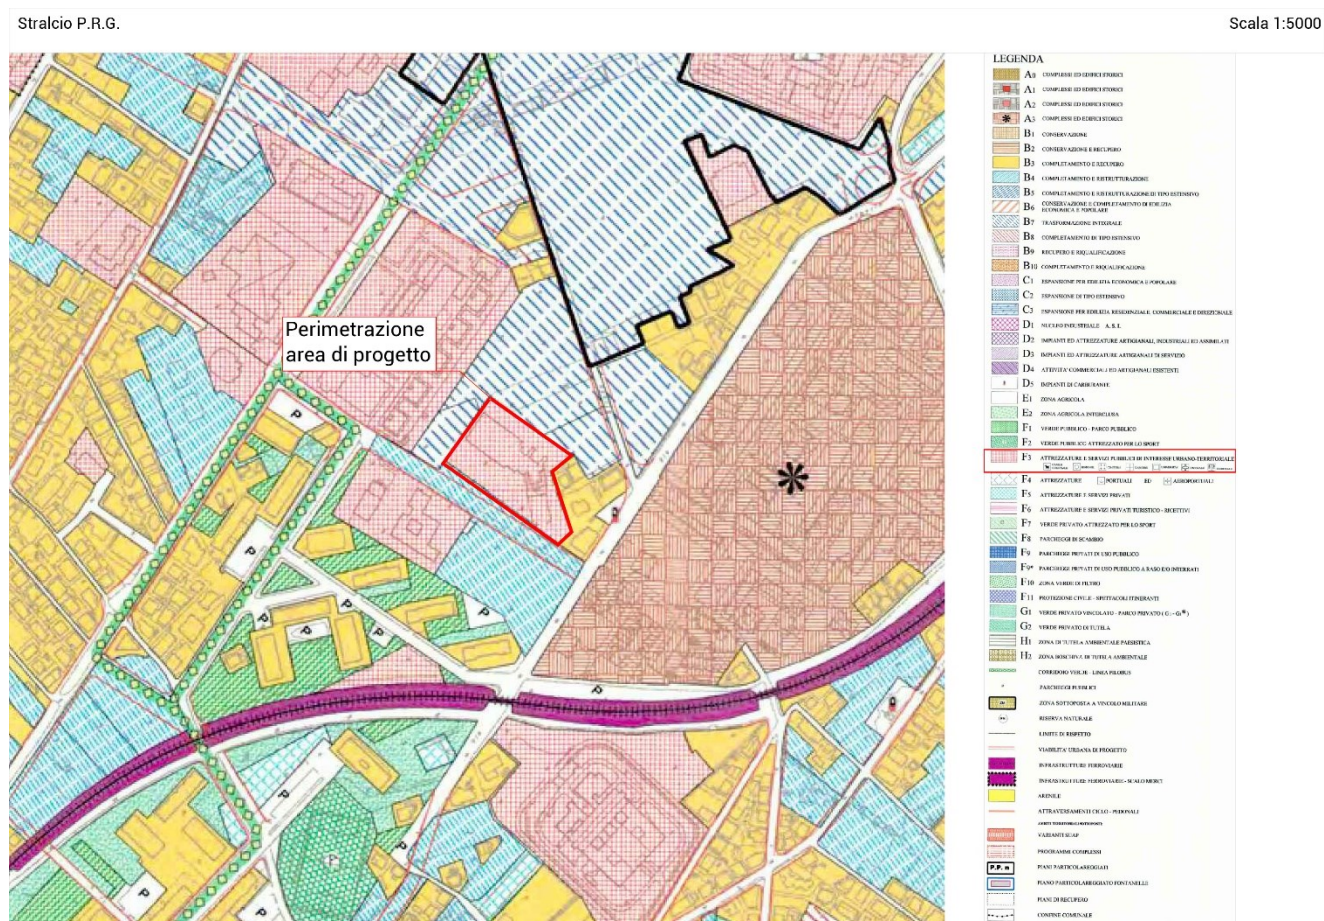 Stralcio P.R.G.
Scala 1:5000
Perimetrazione
area di progetto
P
P
P
P
P
P
P
P
P
P
P
F
LEGENDA
A0 COMPLESSI ED EDIFICI STORICI
A1 COMPLESSI ED EDIFICI STORICI
A2 COMPLESSI ED EDIFICI STORICI
A3 COMPLESSI ED EDIFICI STORICI
B1 CONSERVAZIONE
B2 CONSERVAZIONE E RECUPERO
B3 COMPLETAMENTO E RECUPERO
B4 COMPLETAMENTO E RISTRUTTURAZIONE
B5 COMPLETAMENTO E RISTRUTTURAZIONE DI TIPO ESTENSIVO
B6 CONSERVAZIONE E COMPLETAMENTO DI EDILIZIA
ECONOMICA E POPOLARE
B7 TRASFORMAZIONE INTEGRALE
B8 COMPLETAMENTO DI TIPO ESTENSIVO
B9 RECUPERO E RIQUALIFICAZIONE
B10 COMPLETAMENTO E RIQUALIFICAZIONE
C1 ESPANSIONE PER EDILIZIA ECONOMICA E POPOLARE
C2 ESPANSIONE DI TIPO ESTENSIVO
C3 ESPANSIONE PER EDILIZIA RESIDENZIALE, COMMERCIALE E DIREZIONALE
D1 NUCLEO INDUSTRIALE A. S. I.
D2 IMPIANTI ED ATTREZZATURE ARTIGIANALI, INDUSTRIALI ED ASSIMILATI
D3 IMPIANTI ED ATTREZZATURE ARTIGIANALI DI SERVIZIO
D4 ATTIVITA' COMMERCIALI ED ARTIGIANALI ESISTENTI
D5 IMPIANTI DI CARBURANTE
E1 ZONA AGRICOLA
E2 ZONA AGRICOLA INTERCLUSA
F1 VERDE PUBBLICO - PARCO PUBBLICO
F2 VERDE PUBBLICO ATTREZZATO PER LO SPORT
F3 ATTREZZATURE E SERVIZI PUBBLICI DI INTERESSE URBANO-TERRITORIALE
F4 ATTREZZATURE PORTUALI ED AEROPORTUALI
F5 ATTREZZATURE E SERVIZI PRIVATI
F6 ATTREZZATURE E SERVIZI PRIVATI TURISTICO - RICETTIVI
F7 VERDE PRIVATO ATTREZZATO PER LO SPORT
F8 PARCHEGGI DI SCAMBIO
F9 PARCHEGGI PRIVATI DI USO PUBBLICO
F9* PARCHEGGI PRIVATI DI USO PUBBLICO A RASO E/O INTERRATI
F10 ZONA VERDE DI FILTRO
F11 PROTEZIONE CIVILE - SPETTACOLI ITINERANTI
G1 VERDE PRIVATO VINCOLATO - PARCO PRIVATO ( G1 - G1* )
G2 VERDE PRIVATO DI TUTELA
H1 ZONA DI TUTELA AMBIENTALE PAESISTICA
H2 ZONA BOSCHIVA DI TUTELA AMBIENTALE
CORRIDOIO VERDE - LINEA FILOBUS
PARCHEGGI PUBBLICI
ZONA SOTTOPOSTA A VINCOLO MILITARE
RISERVA NATURALE
LIMITE DI RISPETTO
VIABILITA' URBANA DI PROGETTO
INFRASTRUTTURE FERROVIARIE
INFRASTRUTTURE FERROVIARIE - SCALO MERCI
ARENILE
ATTRAVERSAMENTI CICLO - PEDONALI
VARIANTI SUAP
PROGRAMMI COMPLESSI
P.P. n PIANI PARTICOLAREGGIATI
PIANO PARTICOLAREGGIATO FONTANELLE
PIANI DI RECUPERO
CONFINE COMUNALE